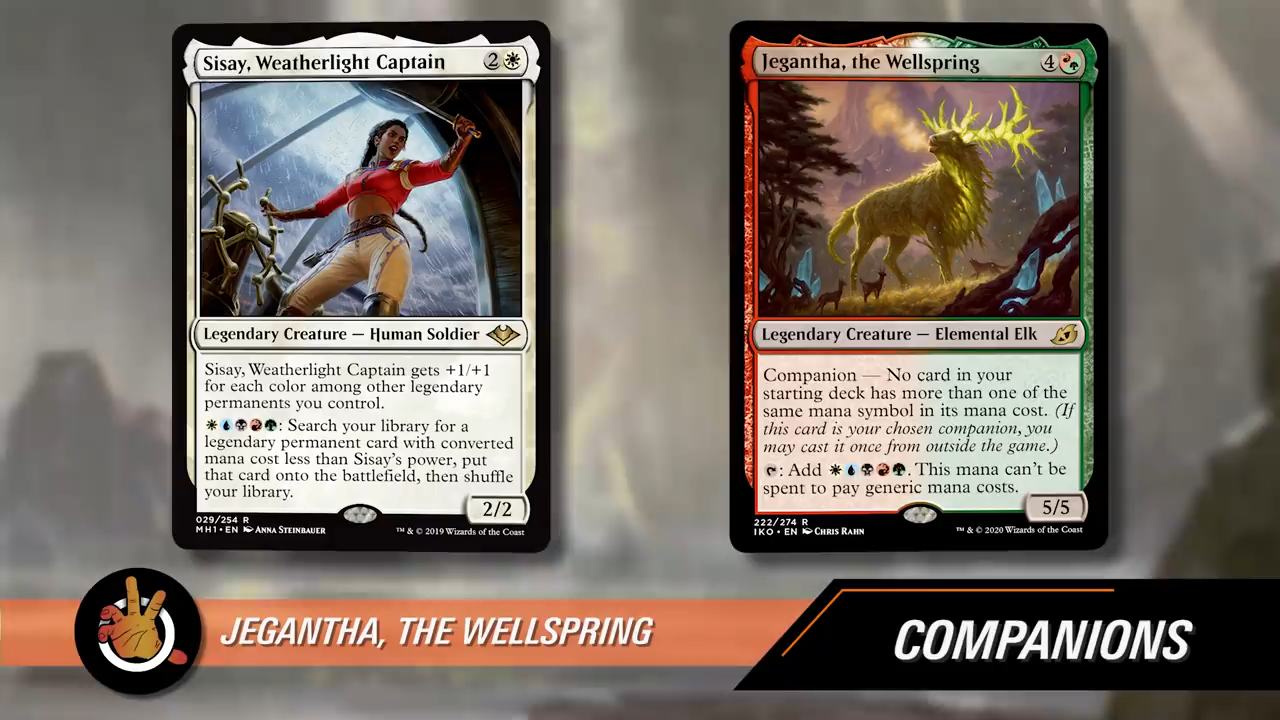 Sisay, Weatherlight Captain
2
Legendary Creature — Human Soldier
Sisay, Weatherlight Captain gets +1/+1
for each color among other legendary
permanents you control.
: Search your library for a
legendary permanent card with converted
mana cost less than Sisay's power, put
that card onto the battlefield, then shuffle
your library.
2/2
029/254 R
MH1 • EN Anna Steinbauer
™ & © 2019 Wizards of the Coast
Jegantha, the Wellspring
4
Legendary Creature — Elemental Elk
Companion — No card in your
starting deck has more than one of the
same mana symbol in its mana cost. (If
this card is your chosen companion, you
may cast it once from outside the game.)
: Add . This mana can't be
spent to pay generic mana costs.
5/5
222/274 R
IKO • EN Chris Rahn
™ & © 2020 Wizards of the Coast
JEGANTHA, THE WELLSPRING
COMPANIONS